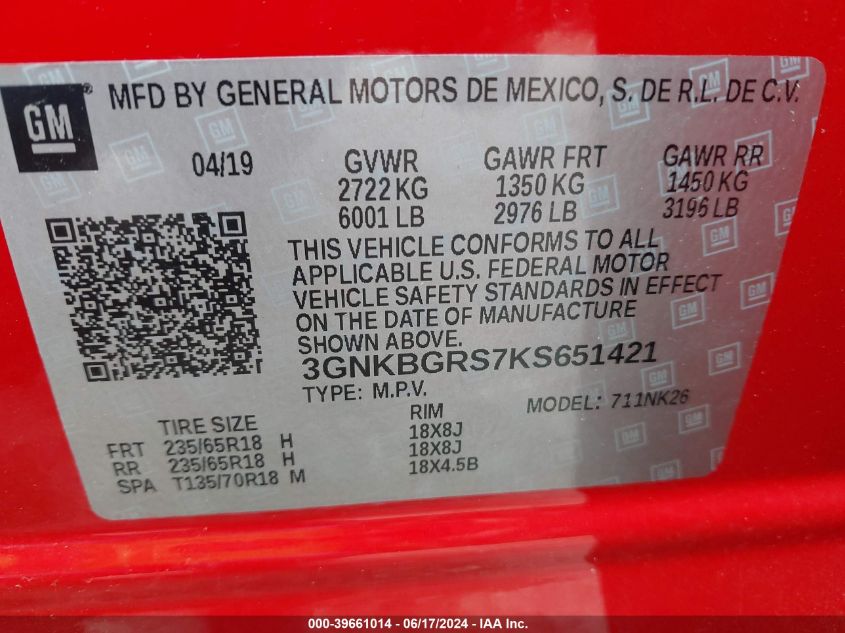 GM ® MFD BY GENERAL MOTORS DE MEXICO, S. DE R.L. DE C.V.
04/19 GVWR GAWR FRT GAWR RR
2722 KG 1350 KG 1450 KG
6001 LB 2976 LB 3196 LB
THIS VEHICLE CONFORMS TO ALL
APPLICABLE U.S. FEDERAL MOTOR
VEHICLE SAFETY STANDARDS IN EFFECT
ON THE DATE OF MANUFACTURE
SHOWN ABOVE.
3GNKBGRS7KS651421
TYPE: M.P.V. MODEL: 711NK26
TIRE SIZE RIM
FRT 235/65R18 H 18X8J
RR 235/65R18 H 18X8J
SPA T135/70R18 M 18X4.5B
000-39661014 - 06/17/2024 - IAA Inc.